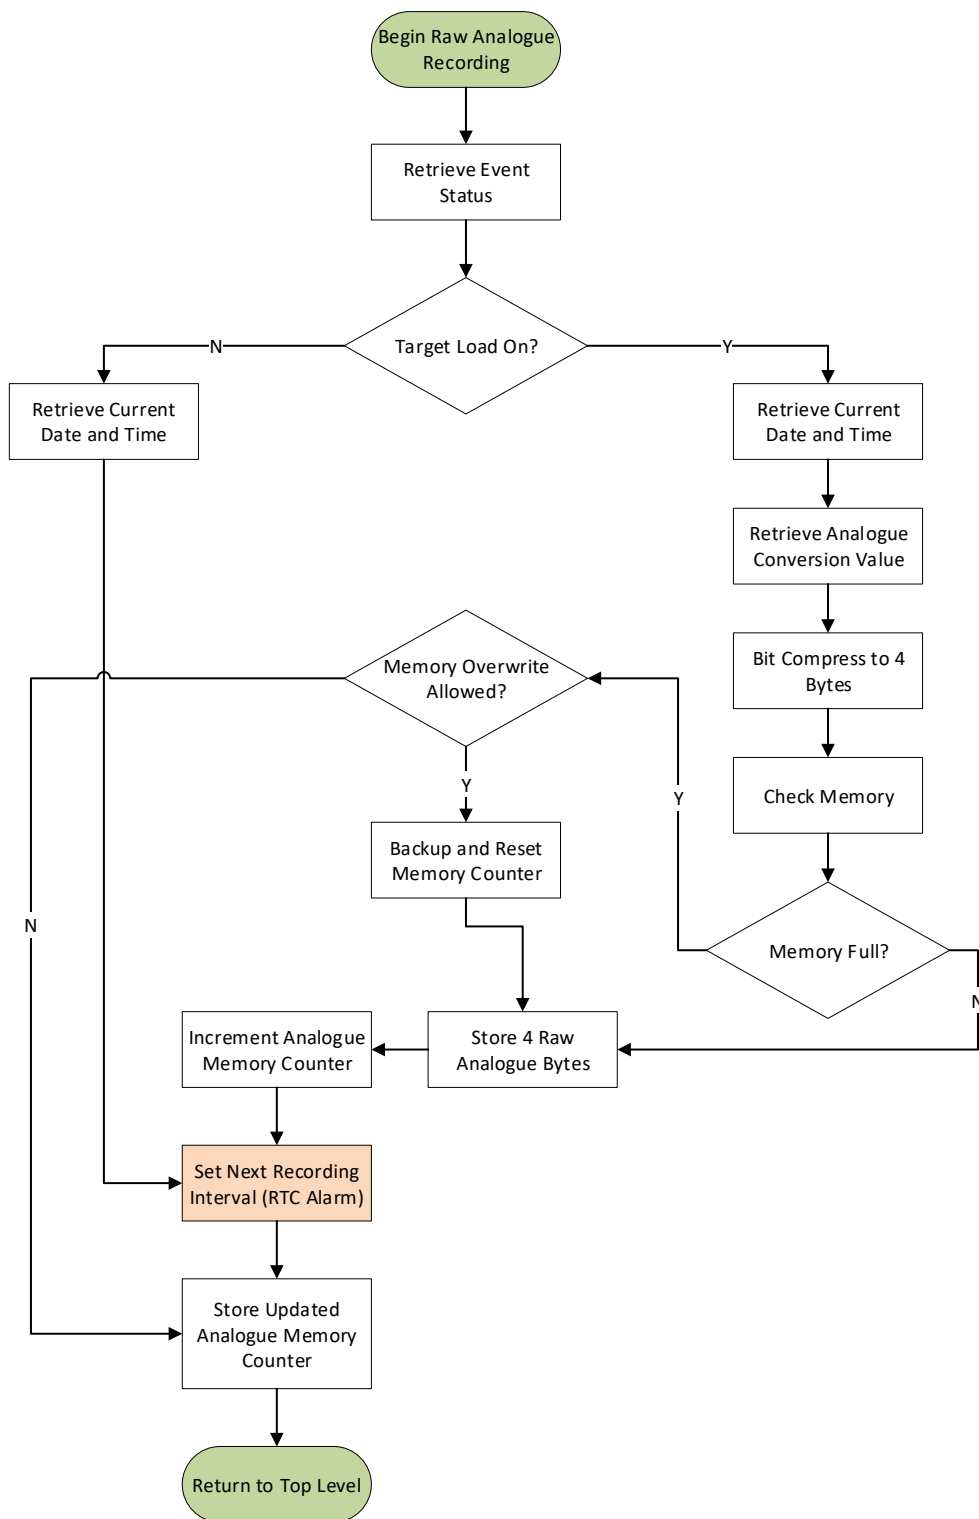 Begin Raw Analogue
Recording
Retrieve Event
Status
Target Load On?
N
Y
Retrieve Current
Date and Time
Retrieve Current
Date and Time
Retrieve Analogue
Conversion Value
Memory Overwrite
Allowed?
Bit Compress to 4
Bytes
Y
Y
Check Memory
Backup and Reset
Memory Counter
N
Memory Full?
N
Increment Analogue
Memory Counter
Store 4 Raw
Analogue Bytes
Set Next Recording
Interval (RTC Alarm)
Store Updated
Analogue Memory
Counter
Return to Top Level